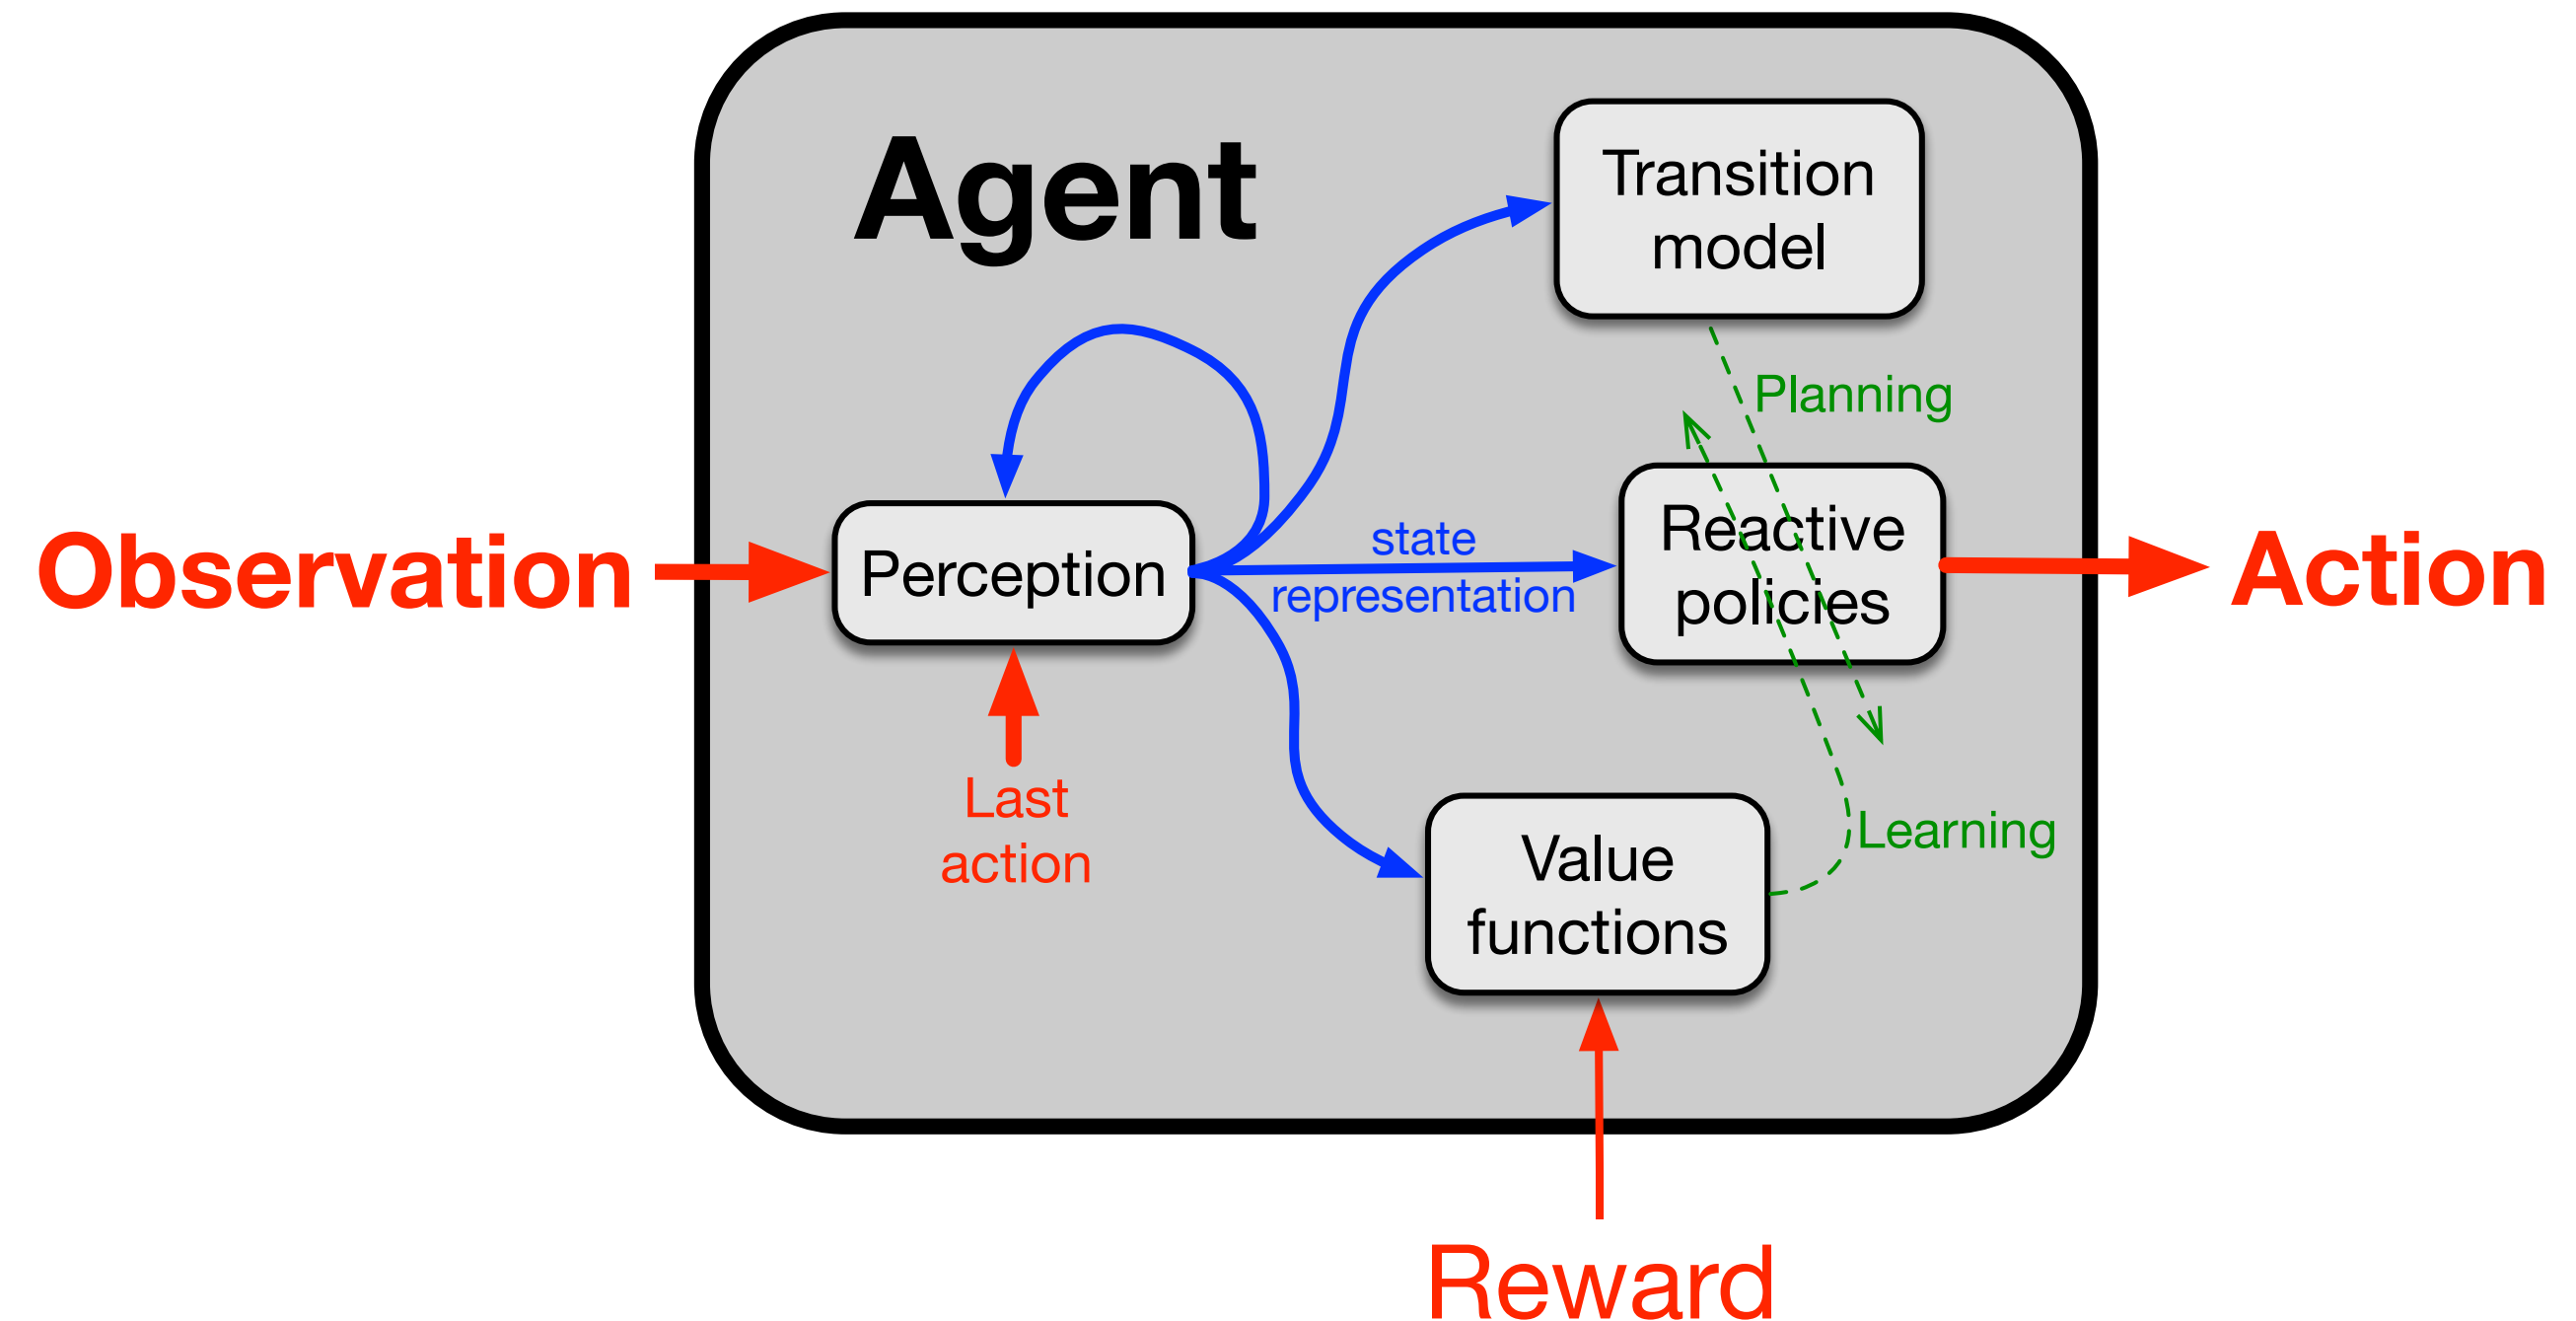 Agent
Transition
model
Planning
Observation
Perception
state
representation
Reactive
policies
Action
Last
action
Value
functions
Learning
Reward